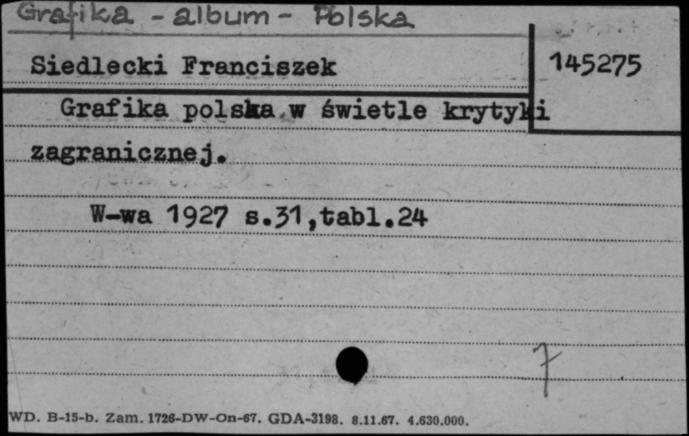 Grafika - album - Polska
Siedlecki Franciszek
145275
Grafika polska w świetle krytyki
zagranicznej.
W-wa 1927 s.31,tabl.24
7
WD. B-15-b. Zam. 1726-DW-On-67. GDA-3198. 8.11.67. 4.630.000.